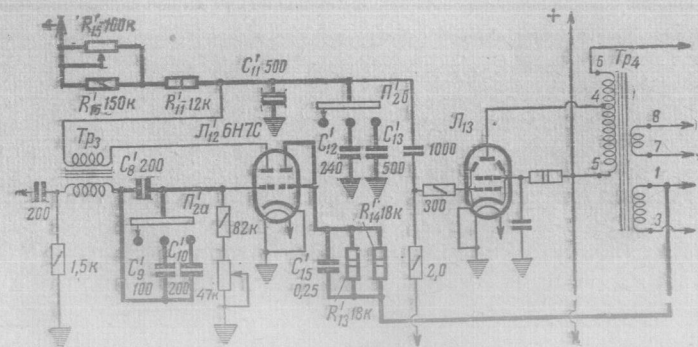 R'15 160к
+
C'11 500
П'2б
Тр4
6
R'16 150к
R'11 12к
4
1
Л'12 6Н7С
Л13
8
Тр3
C'12
C'13
1000
7
C'8 200
240
500
5
1
П'2а
R'14 18к
300
3
200
82к
C'9
C'10
C'15
1,5к
2,0
100
200
47к
0,25
R'13 18к